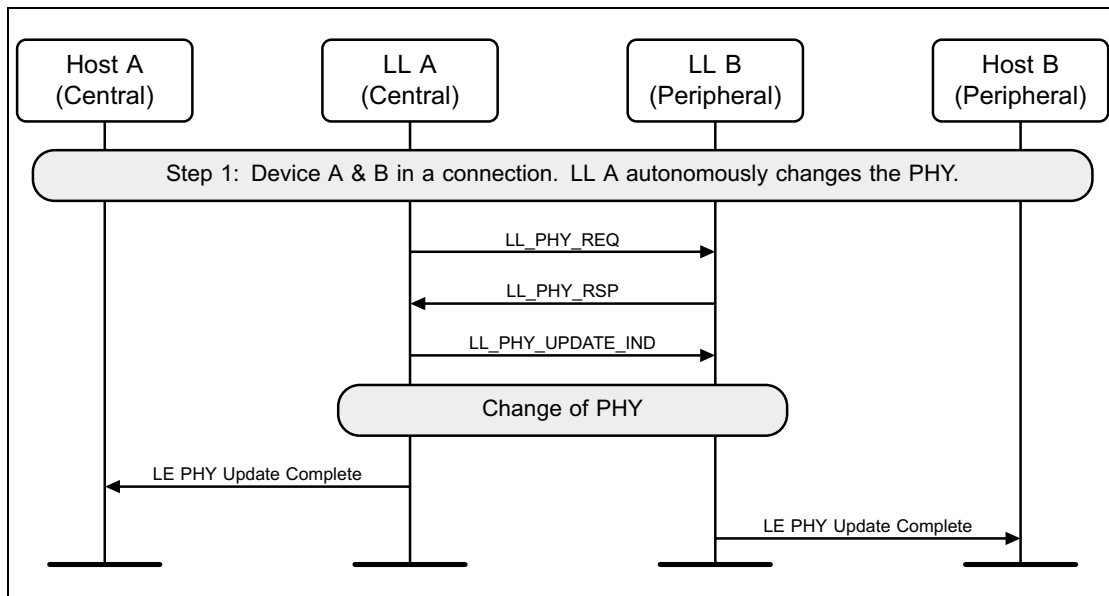 Host A
(Central)
LL A
(Central)
LL B
(Peripheral)
Host B
(Peripheral)
Step 1: Device A & B in a connection. LL A autonomously changes the PHY.
LL_PHY_REQ
LL_PHY_RSP
LL_PHY_UPDATE_IND
Change of PHY
LE PHY Update Complete
LE PHY Update Complete